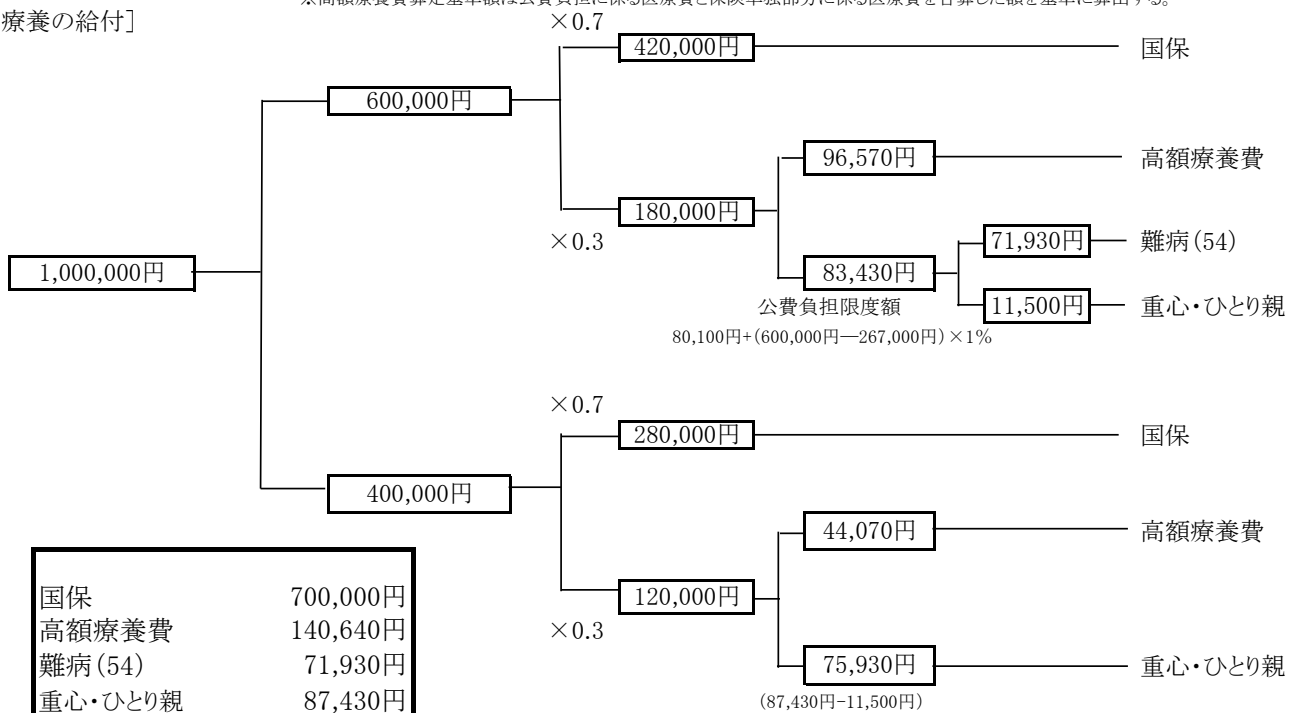 ※高額療養費算定基準額は公費負担に係る医療費と保険単独部分に係る医療費を合算した額を基準に算出する。
療養の給付]
×0.7
420,000円
国保
600,000円
96,570円
高額療養費
180,000円
×0.3
71,930円
難病(54)
1,000,000円
83,430円
11,500円
重心・ひとり親
公費負担限度額
80,100円+(600,000円―267,000円)×1%
×0.7
280,000円
国保
400,000円
44,070円
高額療養費
120,000円
×0.3
75,930円
重心・ひとり親
(87,430円-11,500円)
国保 700,000円
高額療養費 140,640円
難病(54) 71,930円
重心・ひとり親 87,430円